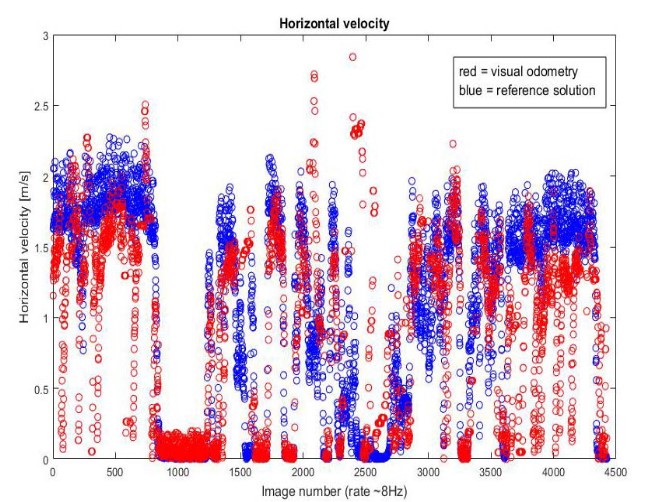 Horizontal velocity
3
2.5
2
1.5
1
0.5
0
Horizontal velocity [m/s]
red = visual odometry
blue = reference solution
0 500 1000 1500 2000 2500 3000 3500 4000 4500
Image number (rate ~8Hz)